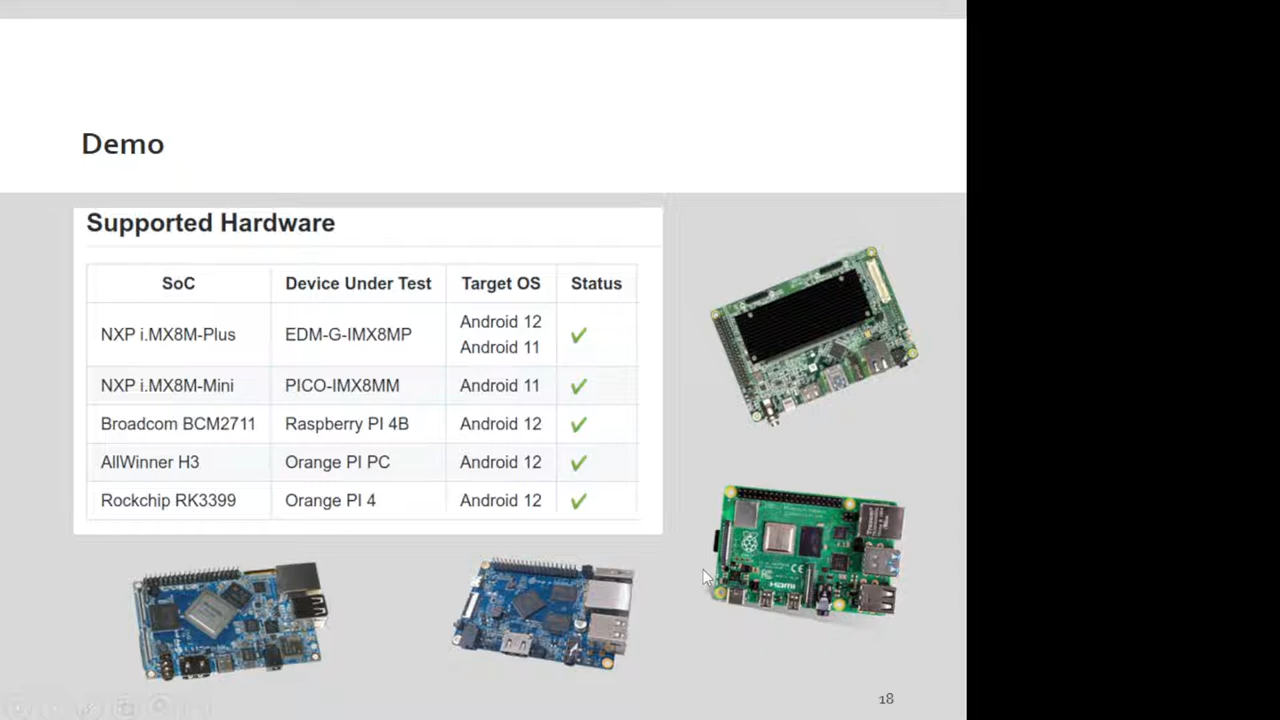 Demo
Supported Hardware
SoC Device Under Test Target OS Status
NXP i.MX8M-Plus EDM-G-IMX8MP Android 12 Android 11 ✔
NXP i.MX8M-Mini PICO-IMX8MM Android 11 ✔
Broadcom BCM2711 Raspberry PI 4B Android 12 ✔
AllWinner H3 Orange PI PC Android 12 ✔
Rockchip RK3399 Orange PI 4 Android 12 ✔
HDMI
18